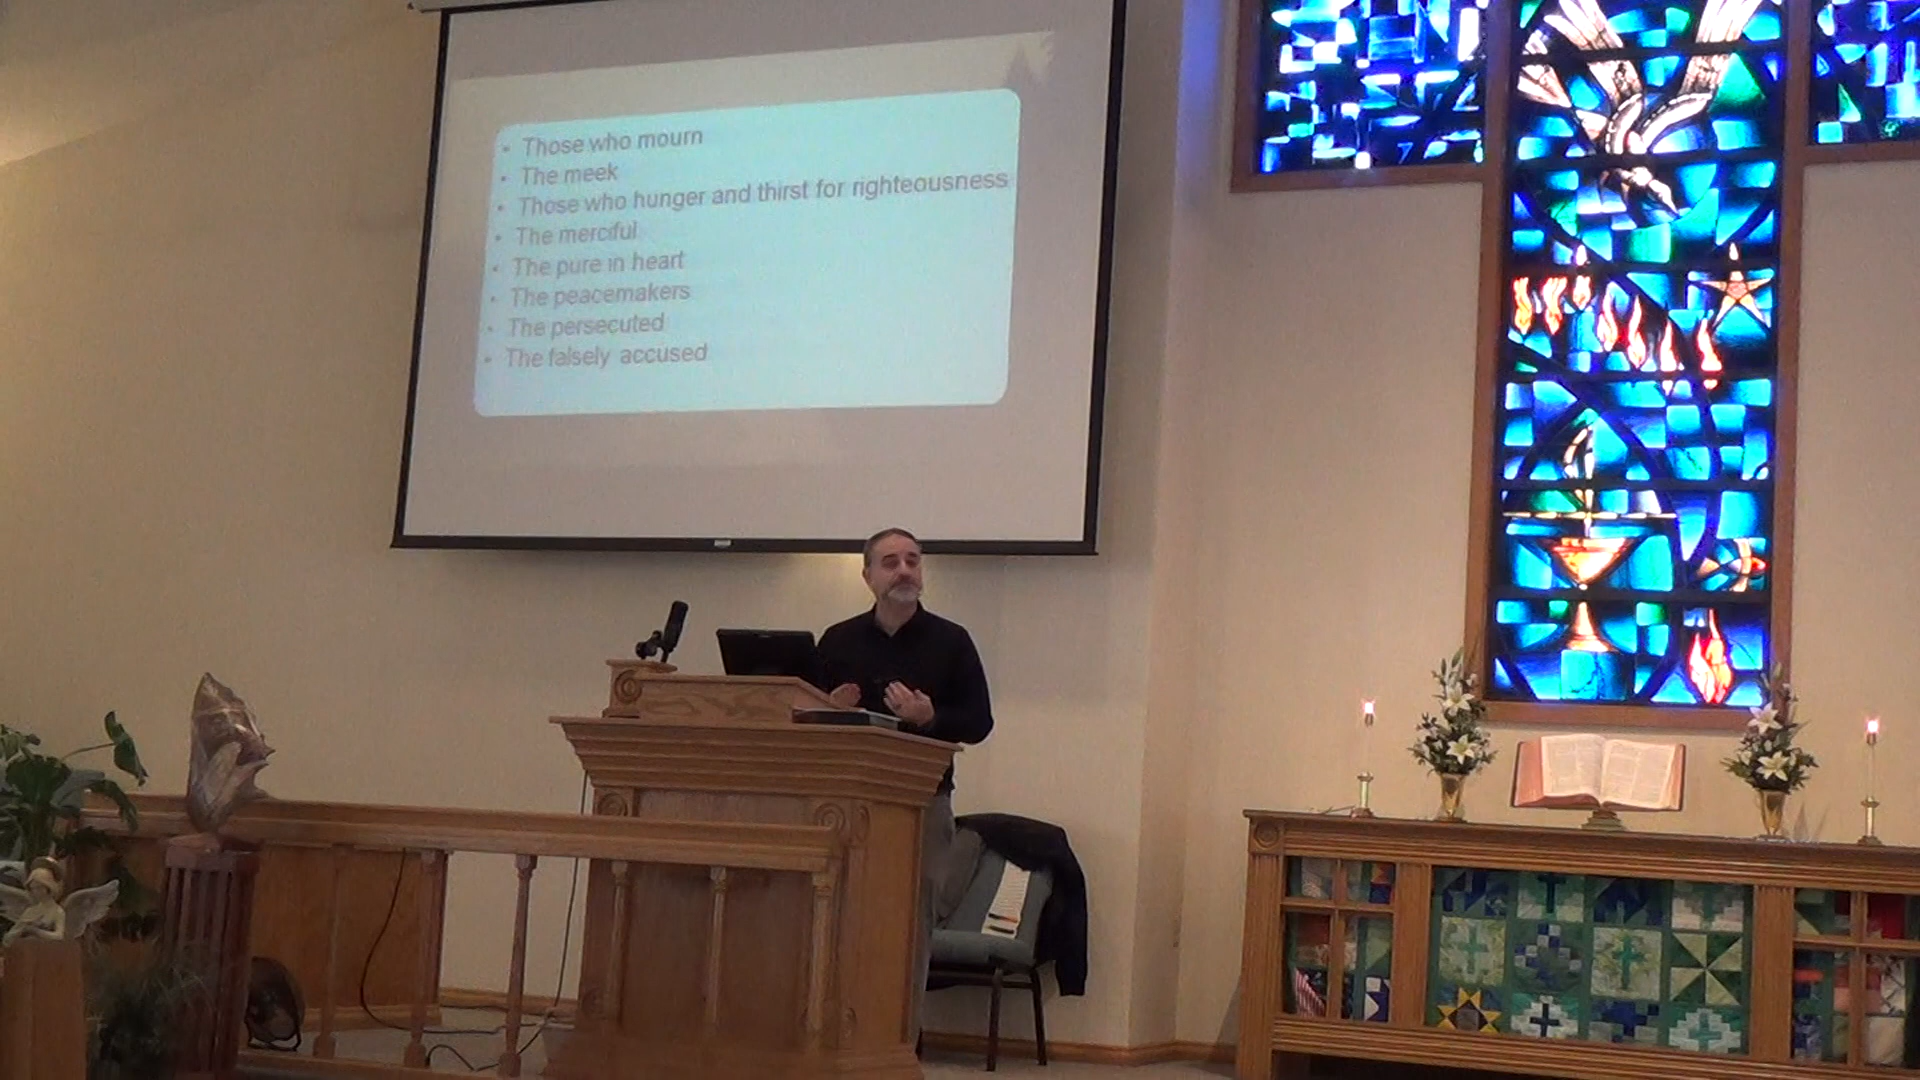 • Those who mourn
• The meek
• Those who hunger and thirst for righteousness
• The merciful
• The pure in heart
• The peacemakers
• The persecuted
• The falsely accused